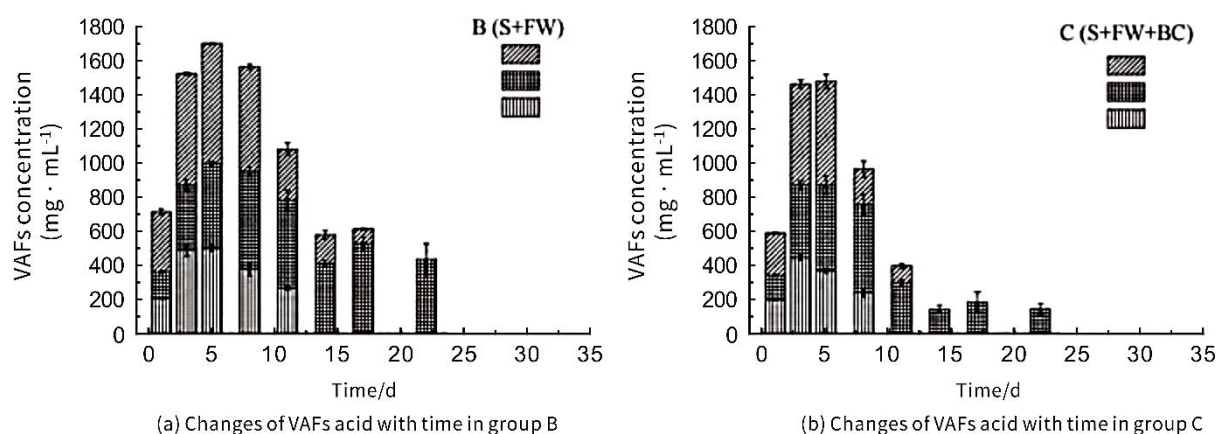 B (S+FW)
VAFs concentration
(mg · mL⁻¹)
1800
1600
1400
1200
1000
800
600
400
200
0
0 5 10 15 20 25 30 35
Time/d
(a) Changes of VAFs acid with time in group B
C (S+FW+BC)
VAFs concentration
(mg · mL⁻¹)
1800
1600
1400
1200
1000
800
600
400
200
0
0 5 10 15 20 25 30 35
Time/d
(b) Changes of VAFs acid with time in group C